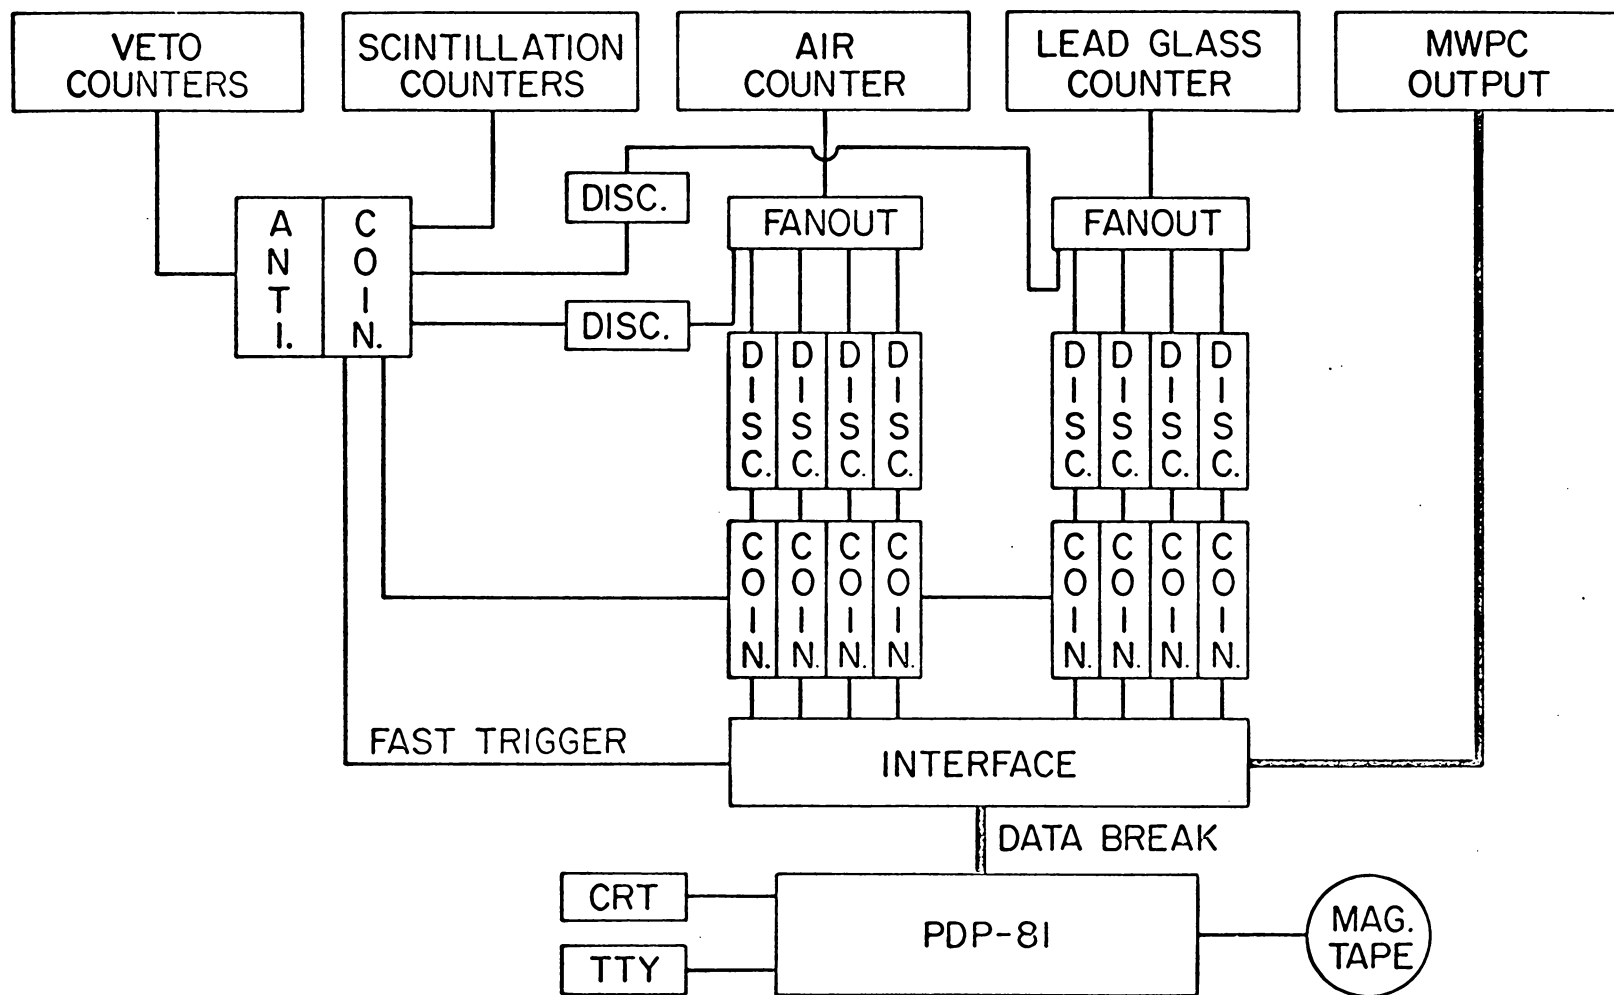 VETO
COUNTERS
SCINTILLATION
COUNTERS
AIR
COUNTER
LEAD GLASS
COUNTER
MWPC
OUTPUT
ANTI.
COIN.
DISC.
DISC.
FANOUT
FANOUT
DISC.
DISC.
DISC.
DISC.
DISC.
DISC.
DISC.
DISC.
COIN.
COIN.
COIN.
COIN.
COIN.
COIN.
COIN.
COIN.
FAST TRIGGER
INTERFACE
DATA BREAK
CRT
TTY
PDP-8I
MAG.
TAPE